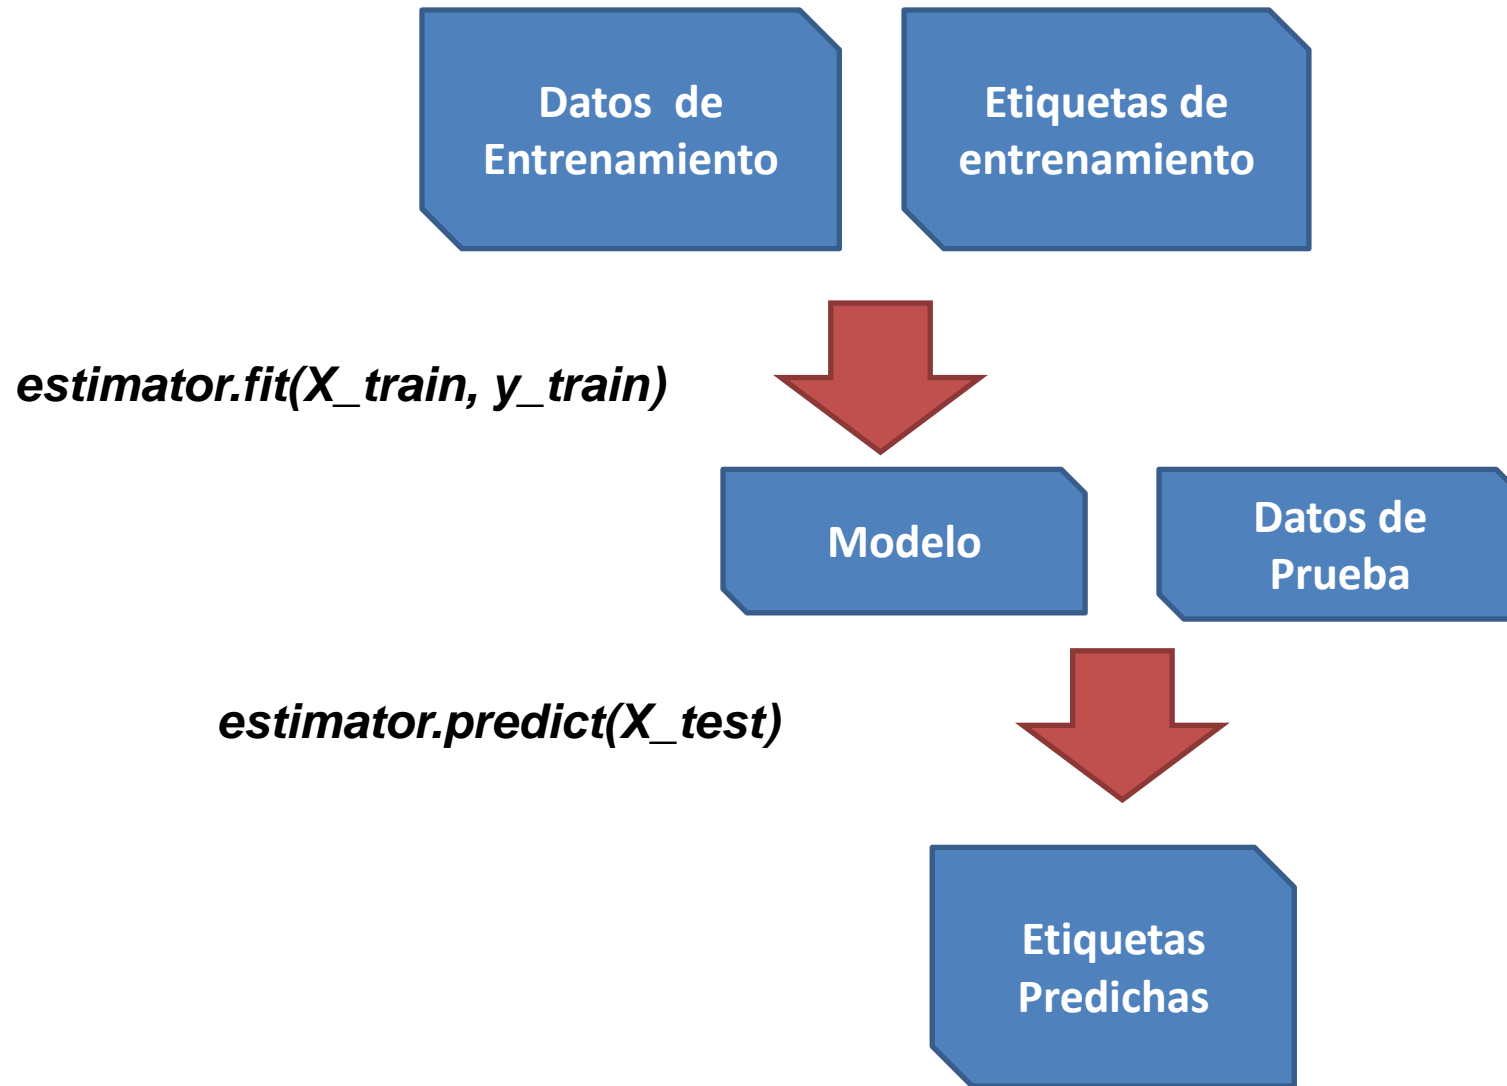 Datos de
Entrenamiento
Etiquetas de
entrenamiento
estimator.fit(X_train, y_train)
Modelo
Datos de
Prueba
estimator.predict(X_test)
Etiquetas
Predichas